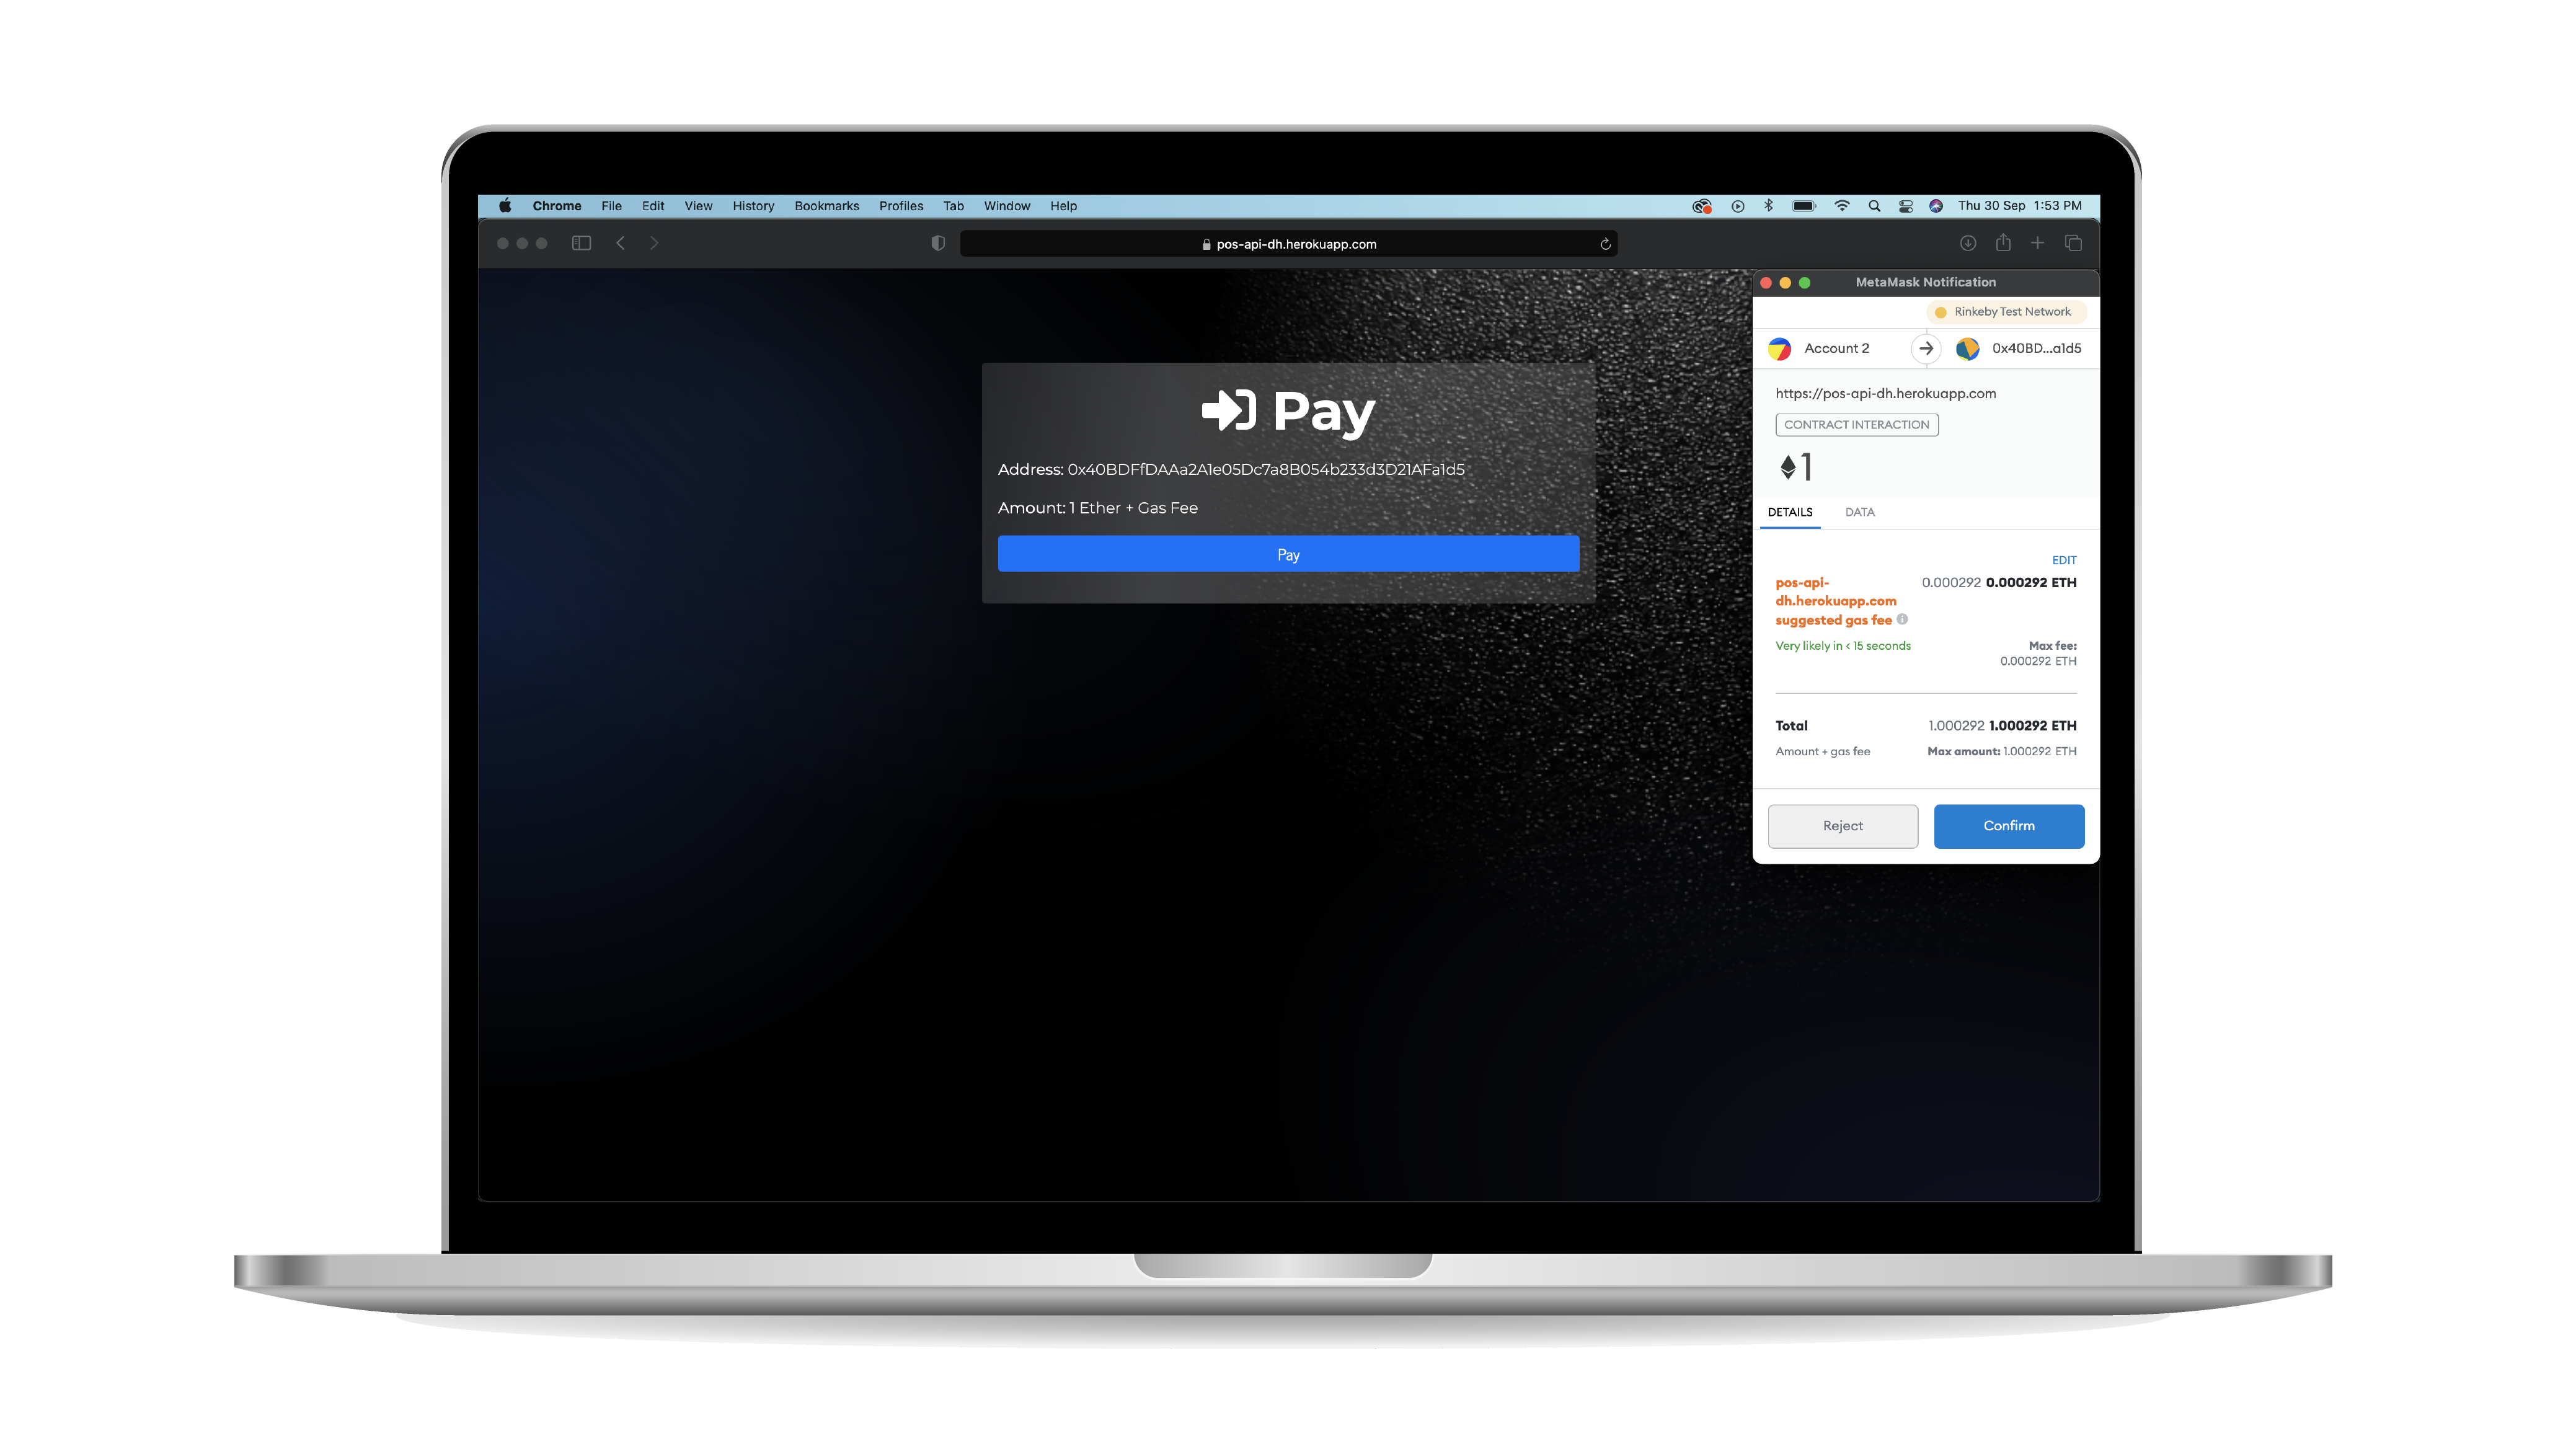 Chrome File Edit View History Bookmarks Profiles Tab Window Help Thu 30 Sep 1:53 PM
pos-api-dh.herokuapp.com
MetaMask Notification
Rinkeby Test Network
Account 2 0x40BD...a1d5
https://pos-api-dh.herokuapp.com
CONTRACT INTERACTION
1
DETAILS DATA
EDIT
pos-api-
dh.herokuapp.com
suggested gas fee
0.000292 0.000292 ETH
Very likely in < 15 seconds
Max fee:
0.000292 ETH
Total 1.000292 1.000292 ETH
Amount + gas fee Max amount: 1.000292 ETH
Reject Confirm
Pay
Address: 0x40BDFfDAAa2A1e05Dc7a8B054b233d3D21AFa1d5
Amount: 1 Ether + Gas Fee
Pay